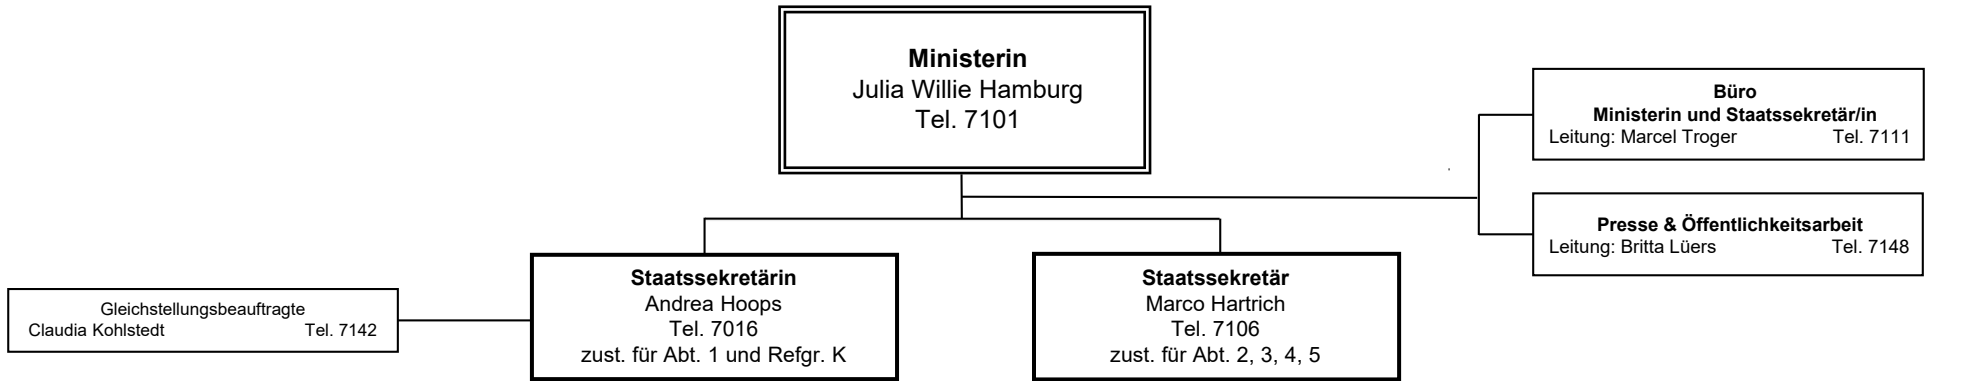 Ministerin
Julia Willie Hamburg
Tel. 7101
Büro
Ministerin und Staatssekretär/in
Leitung: Marcel Troger Tel. 7111
Presse & Öffentlichkeitsarbeit
Leitung: Britta Lüers Tel. 7148
Gleichstellungsbeauftragte
Claudia Kohlstedt Tel. 7142
Staatssekretärin
Andrea Hoops
Tel. 7016
zust. für Abt. 1 und Refgr. K
Staatssekretär
Marco Hartrich
Tel. 7106
zust. für Abt. 2, 3, 4, 5